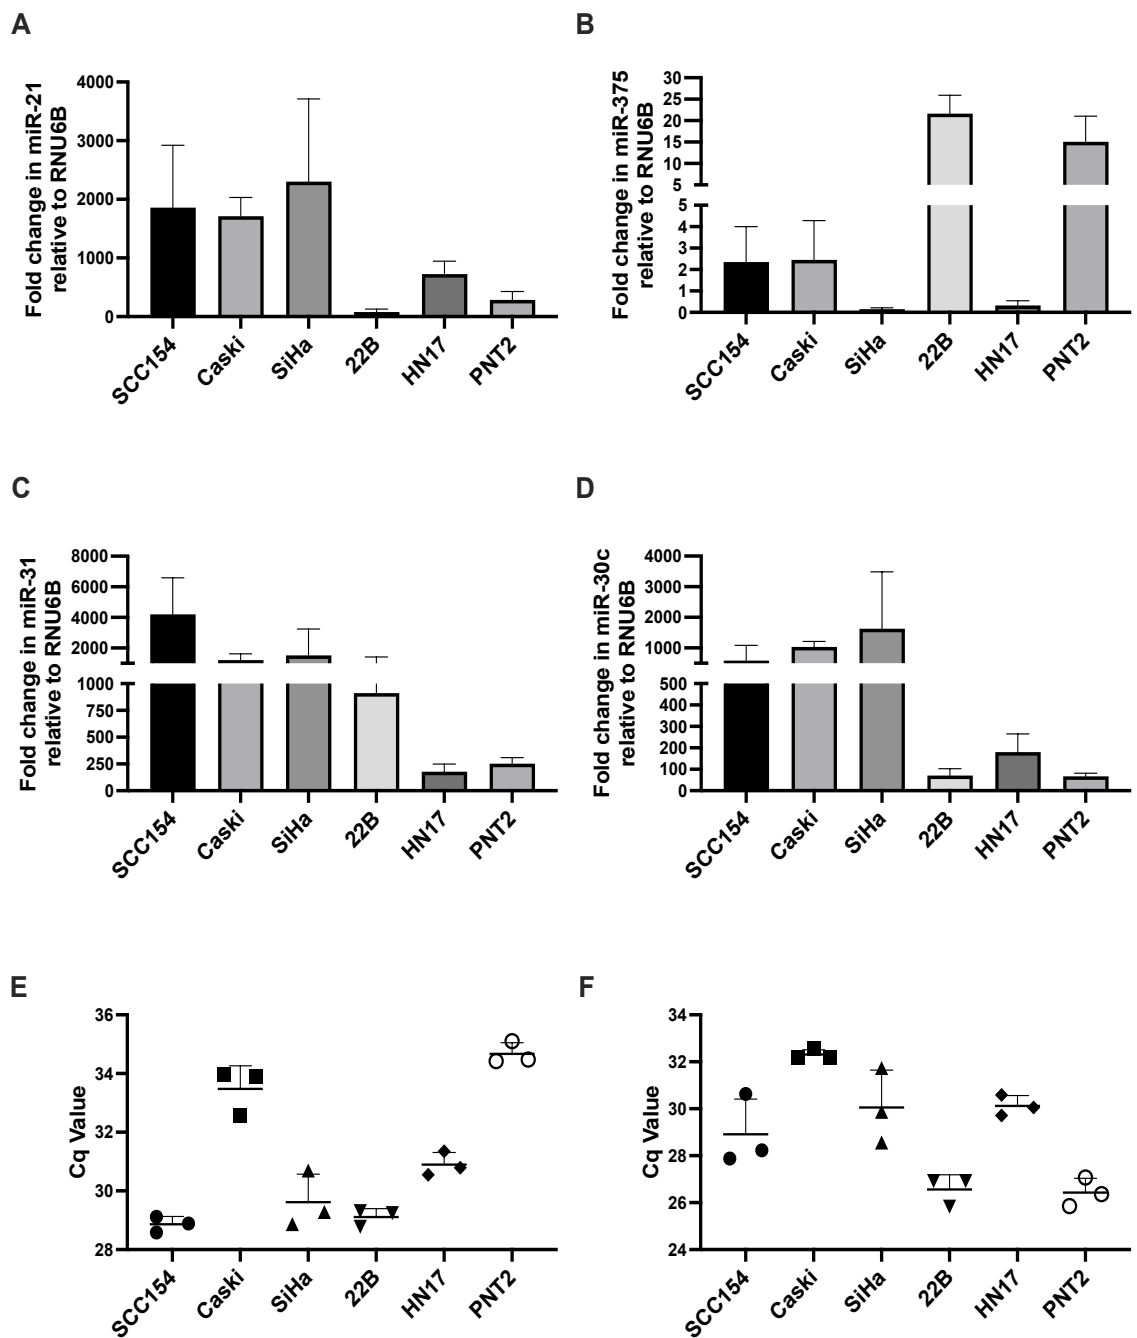 A
Fold change in miR-21
relative to RNU6B
4000
3000
2000
1000
0
SCC154
Caski
SiHa
22B
HN17
PNT2
B
Fold change in miR-375
relative to RNU6B
30
25
20
15
10
5
5
4
3
2
1
0
SCC154
Caski
SiHa
22B
HN17
PNT2
C
Fold change in miR-31
relative to RNU6B
8000
6000
4000
2000
1000
750
500
250
0
SCC154
Caski
SiHa
22B
HN17
PNT2
D
Fold change in miR-30c
relative to RNU6B
4000
3000
2000
1000
500
400
300
200
100
0
SCC154
Caski
SiHa
22B
HN17
PNT2
E
Cq Value
36
34
32
30
28
SCC154
Caski
SiHa
22B
HN17
PNT2
F
Cq Value
34
32
30
28
26
24
SCC154
Caski
SiHa
22B
HN17
PNT2